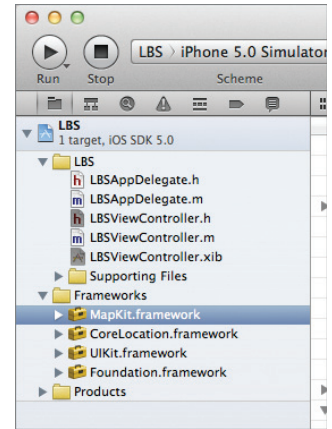 LBS iPhone 5.0 Simulator
Run Stop Scheme
LBS
1 target, iOS SDK 5.0
LBS
h LBSAppDelegate.h
m LBSAppDelegate.m
h LBSViewController.h
m LBSViewController.m
LBSViewController.xib
Supporting Files
Frameworks
MapKit.framework
CoreLocation.framework
UIKit.framework
Foundation.framework
Products